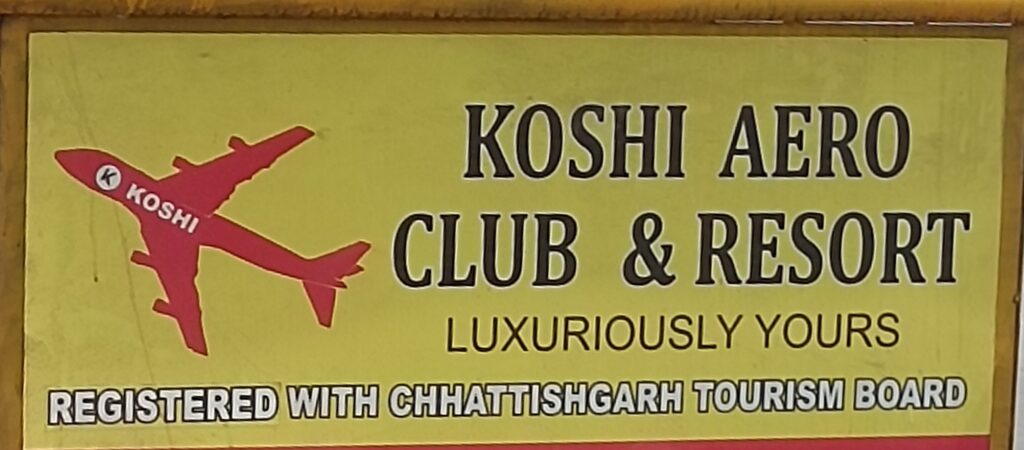 K KOSHI
KOSHI AERO
CLUB & RESORT
LUXURIOUSLY YOURS
REGISTERED WITH CHHATTISHGARH TOURISM BOARD